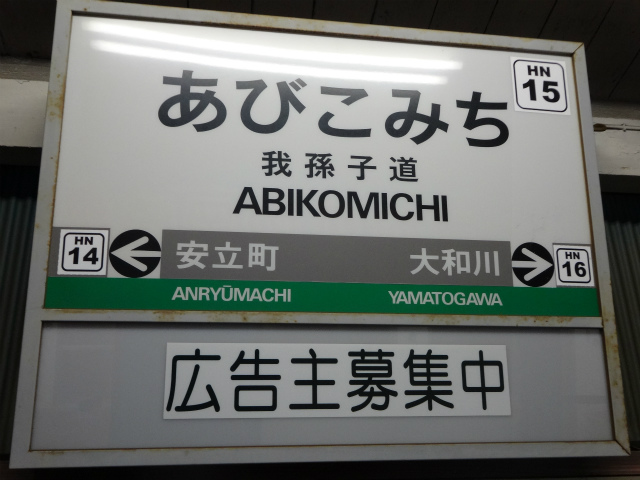 HN
15
あびこみち
我孫子道
ABIKOMICHI
HN
14
安立町
大和川
HN
16
ANRYŪMACHI
YAMATOGAWA
広告主募集中